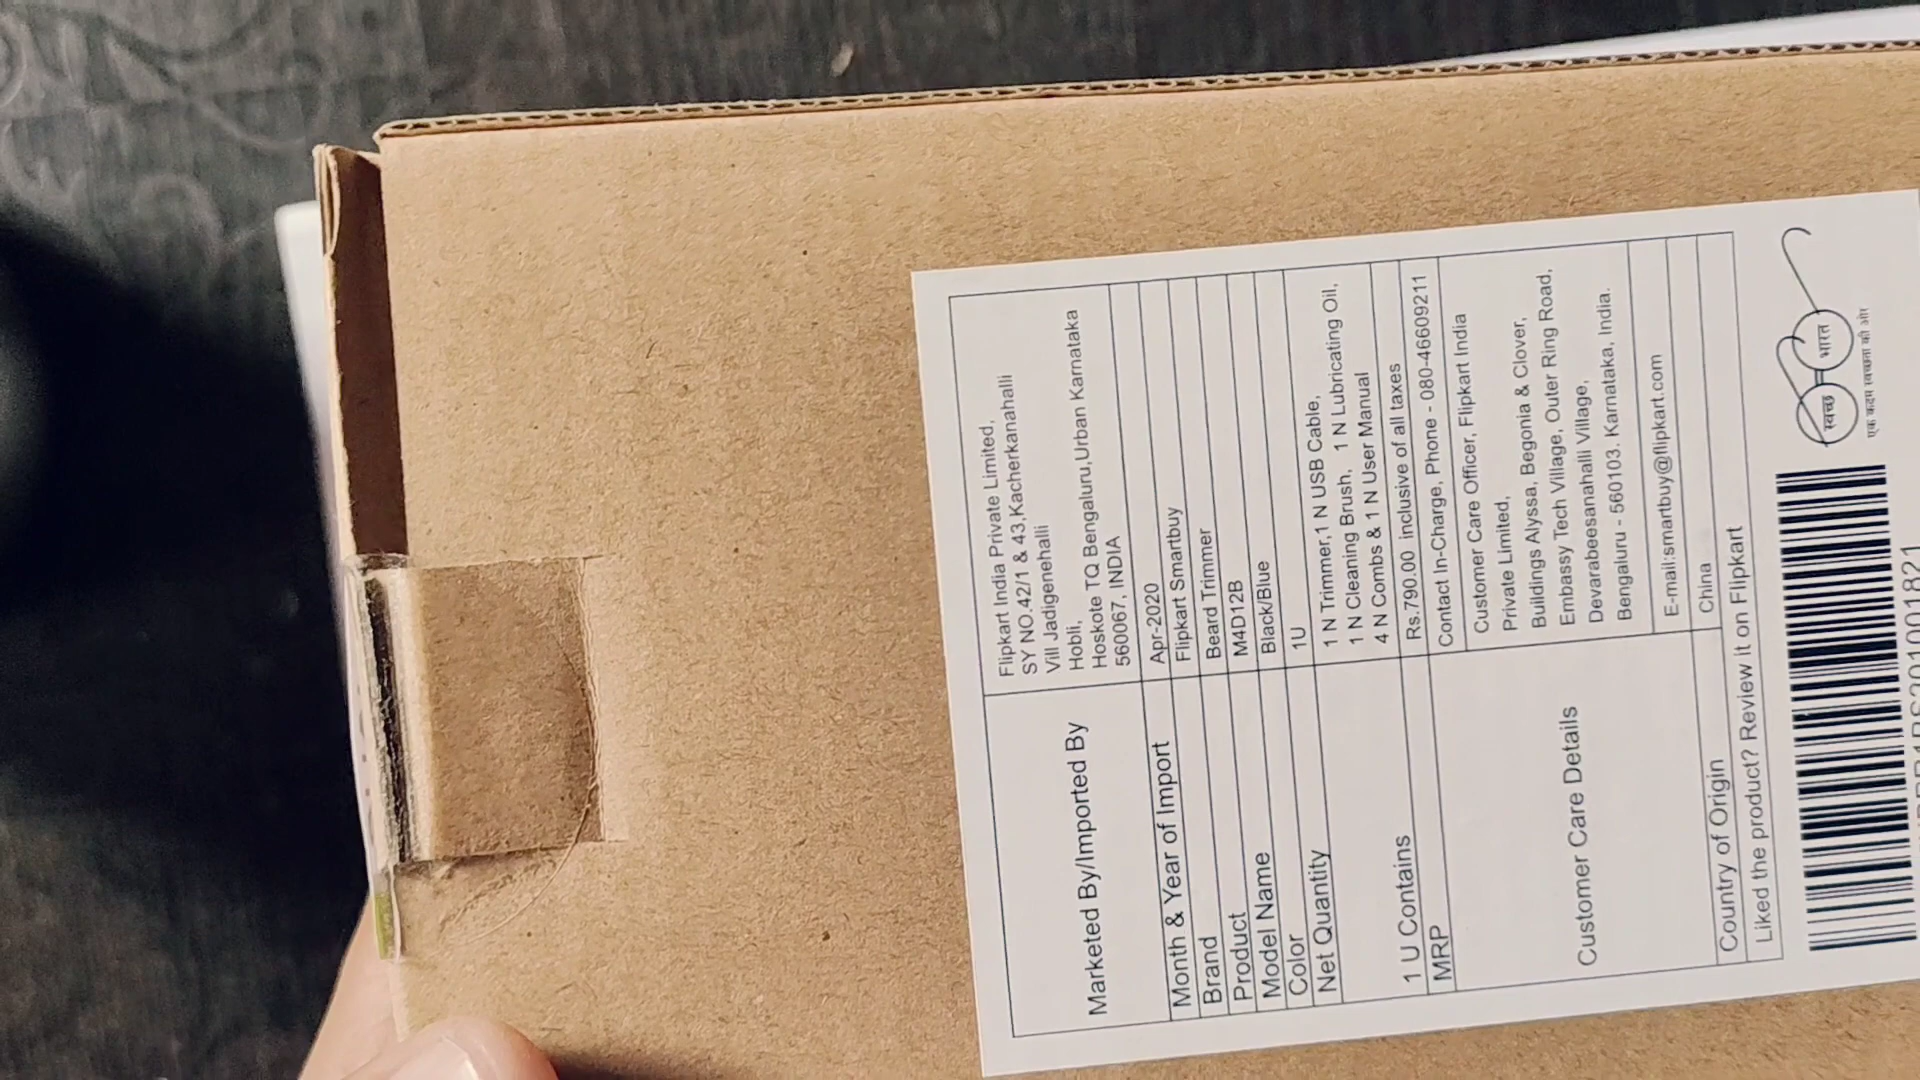 Marketed By/Imported By
Flipkart India Private Limited,
SY NO.42/1 & 43,Kacherkanahalli
Vill Jadigenehalli
Hobli,
Hoskote TQ Bengaluru,Urban Karnataka
560067, INDIA
Month & Year of Import Apr-2020
Brand Flipkart Smartbuy
Product Beard Trimmer
Model Name M4D12B
Color Black/Blue
Net Quantity 1U
1 U Contains
1 N Trimmer,1 N USB Cable,
1 N Cleaniing Brush, 1 N Lubricating Oil,
4 N Combs & 1 N User Manual
MRP Rs.790.00 inclusive of all taxes
Customer Care Details
Contact In-Charge, Phone - 080-46609211
Customer Care Officer, Flipkart India
Private Limited,
Buildings Alyssa, Begonia & Clover,
Embassy Tech Village, Outer Ring Road,
Devarabeesanahalli Village,
Bengaluru - 560103. Karnataka, India.
E-mail:smartbuy@flipkart.com
Country of Origin China
Liked the product? Review it on Flipkart
स्वच्छ भारत
एक कदम स्वच्छता की ओर